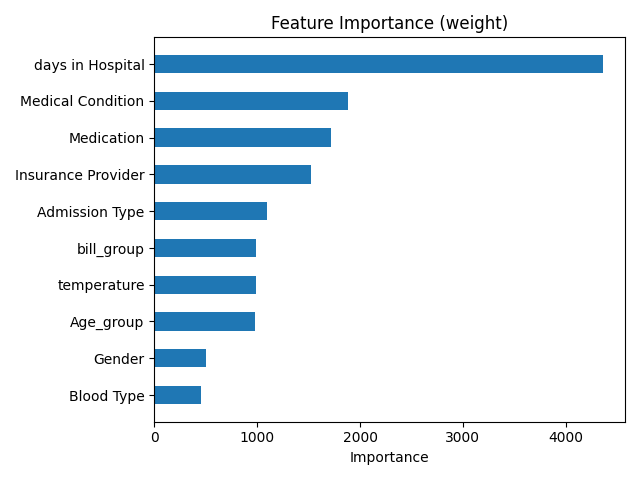 Feature Importance (weight)
days in Hospital
Medical Condition
Medication
Insurance Provider
Admission Type
bill_group
temperature
Age_group
Gender
Blood Type
0 1000 2000 3000 4000
Importance